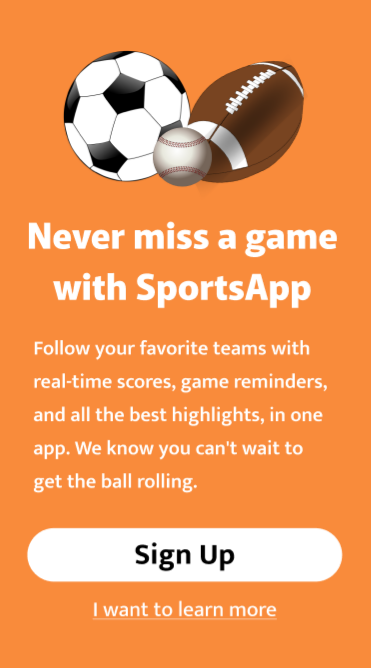 Never miss a game
with SportsApp
Follow your favorite teams with
real-time scores, game reminders,
and all the best highlights, in one
app. We know you can't wait to
get the ball rolling.
Sign Up
I want to learn more